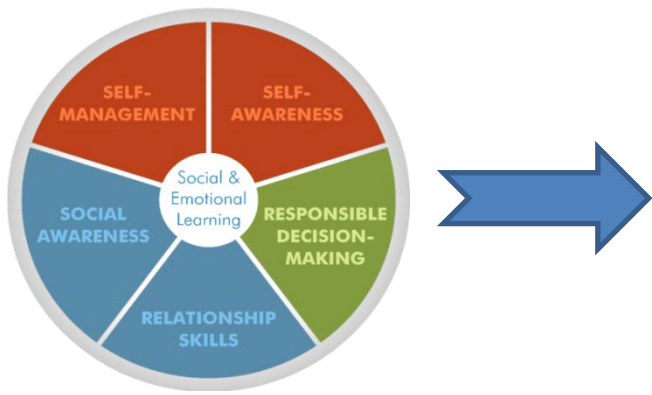 SELF-
MANAGEMENT
SELF-
AWARENESS
Social &
Emotional
Learning
SOCIAL
AWARENESS
RESPONSIBLE
DECISION-
MAKING
RELATIONSHIP
SKILLS